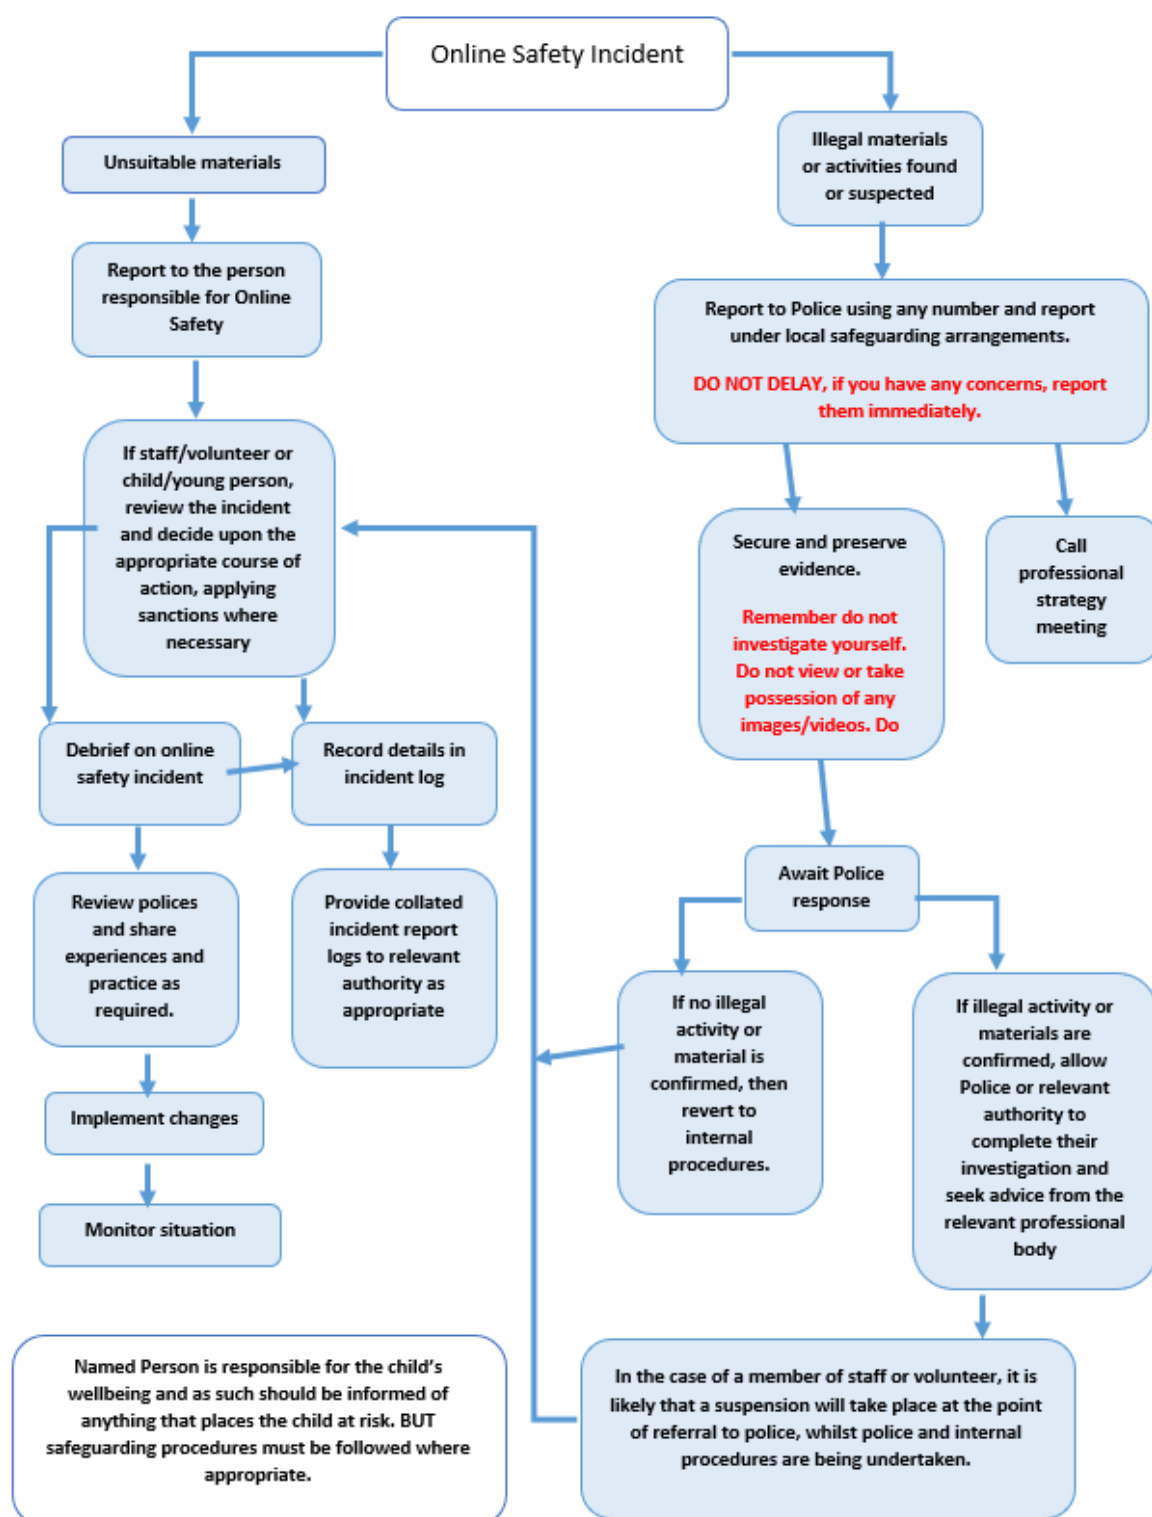 Online Safety Incident
Unsuitable materials
Illegal materials
or activities found
or suspected
Report to the person
responsible for Online
Safety
Report to Police using any number and report
under local safeguarding arrangements.
DO NOT DELAY, if you have any concerns, report
them immediately.
If staff/volunteer or
child/young person,
review the incident
and decide upon the
appropriate course of
action, applying
sanctions where
necessary
Secure and preserve
evidence.
Remember do not
investigate yourself.
Do not view or take
possession of any
images/videos. Do
Call
professional
strategy
meeting
Debrief on online
safety incident
Record details in
incident log
Review polices
and share
experiences and
practice as
required.
Provide collated
incident report
logs to relevant
authority as
appropriate
Await Police
response
If no illegal
activity or
material is
confirmed, then
revert to
internal
procedures.
If illegal activity or
materials are
confirmed, allow
Police or relevant
authority to
complete their
investigation and
seek advice from the
relevant professional
body
Implement changes
Monitor situation
Named Person is responsible for the child’s
wellbeing and as such should be informed of
anything that places the child at risk. BUT
safeguarding procedures must be followed where
appropriate.
In the case of a member of staff or volunteer, it is
likely that a suspension will take place at the point
of referral to police, whilst police and internal
procedures are being undertaken.